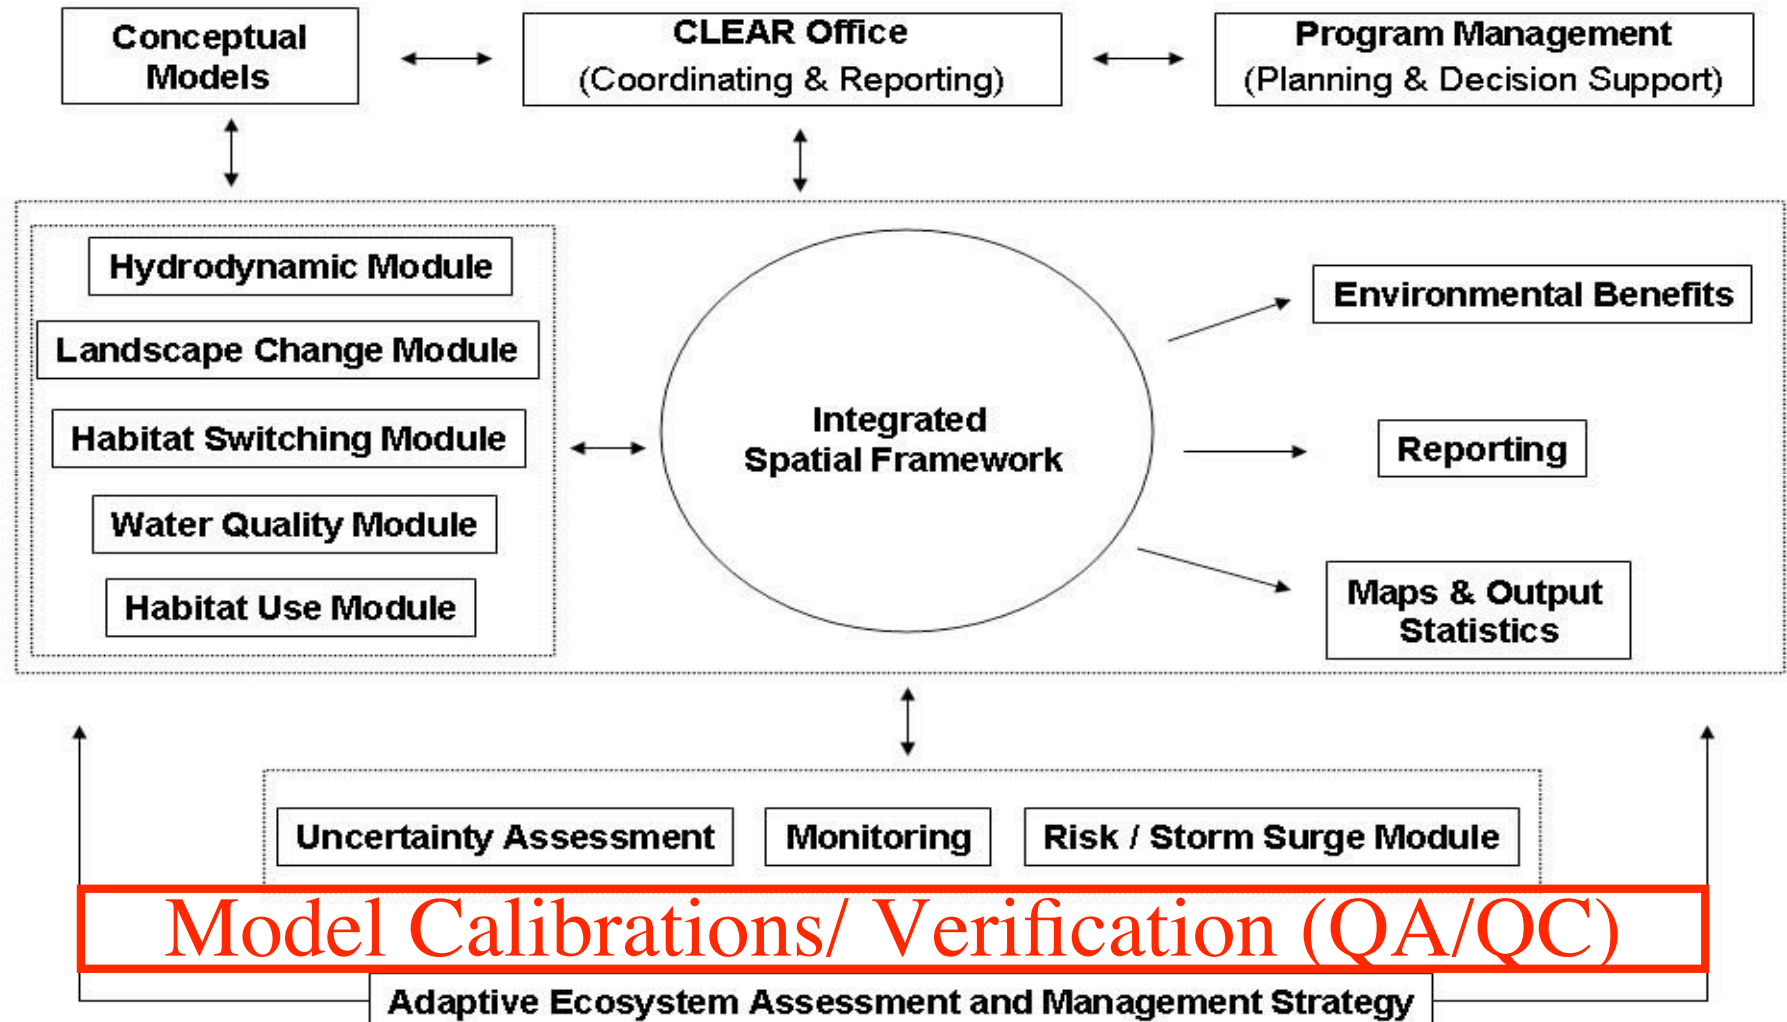 Conceptual
Models
CLEAR Office
(Coordinating & Reporting)
Program Management
(Planning & Decision Support)
Hydrodynamic Module
Landscape Change Module
Habitat Switching Module
Water Quality Module
Habitat Use Module
Integrated
Spatial Framework
Environmental Benefits
Reporting
Maps & Output
Statistics
Uncertainty Assessment
Monitoring
Risk / Storm Surge Module
Model Calibrations/ Verification (QA/QC)
Adaptive Ecosystem Assessment and Management Strategy